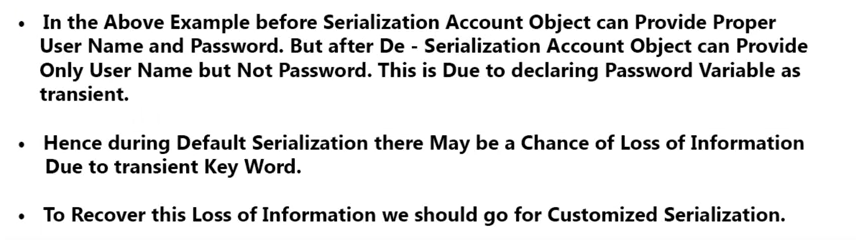 • In the Above Example before Serialization Account Object can Provide Proper
User Name and Password. But after De - Serialization Account Object can Provide
Only User Name but Not Password. This is Due to declaring Password Variable as
transient.
• Hence during Default Serialization there May be a Chance of Loss of Information
Due to transient Key Word.
• To Recover this Loss of Information we should go for Customized Serialization.